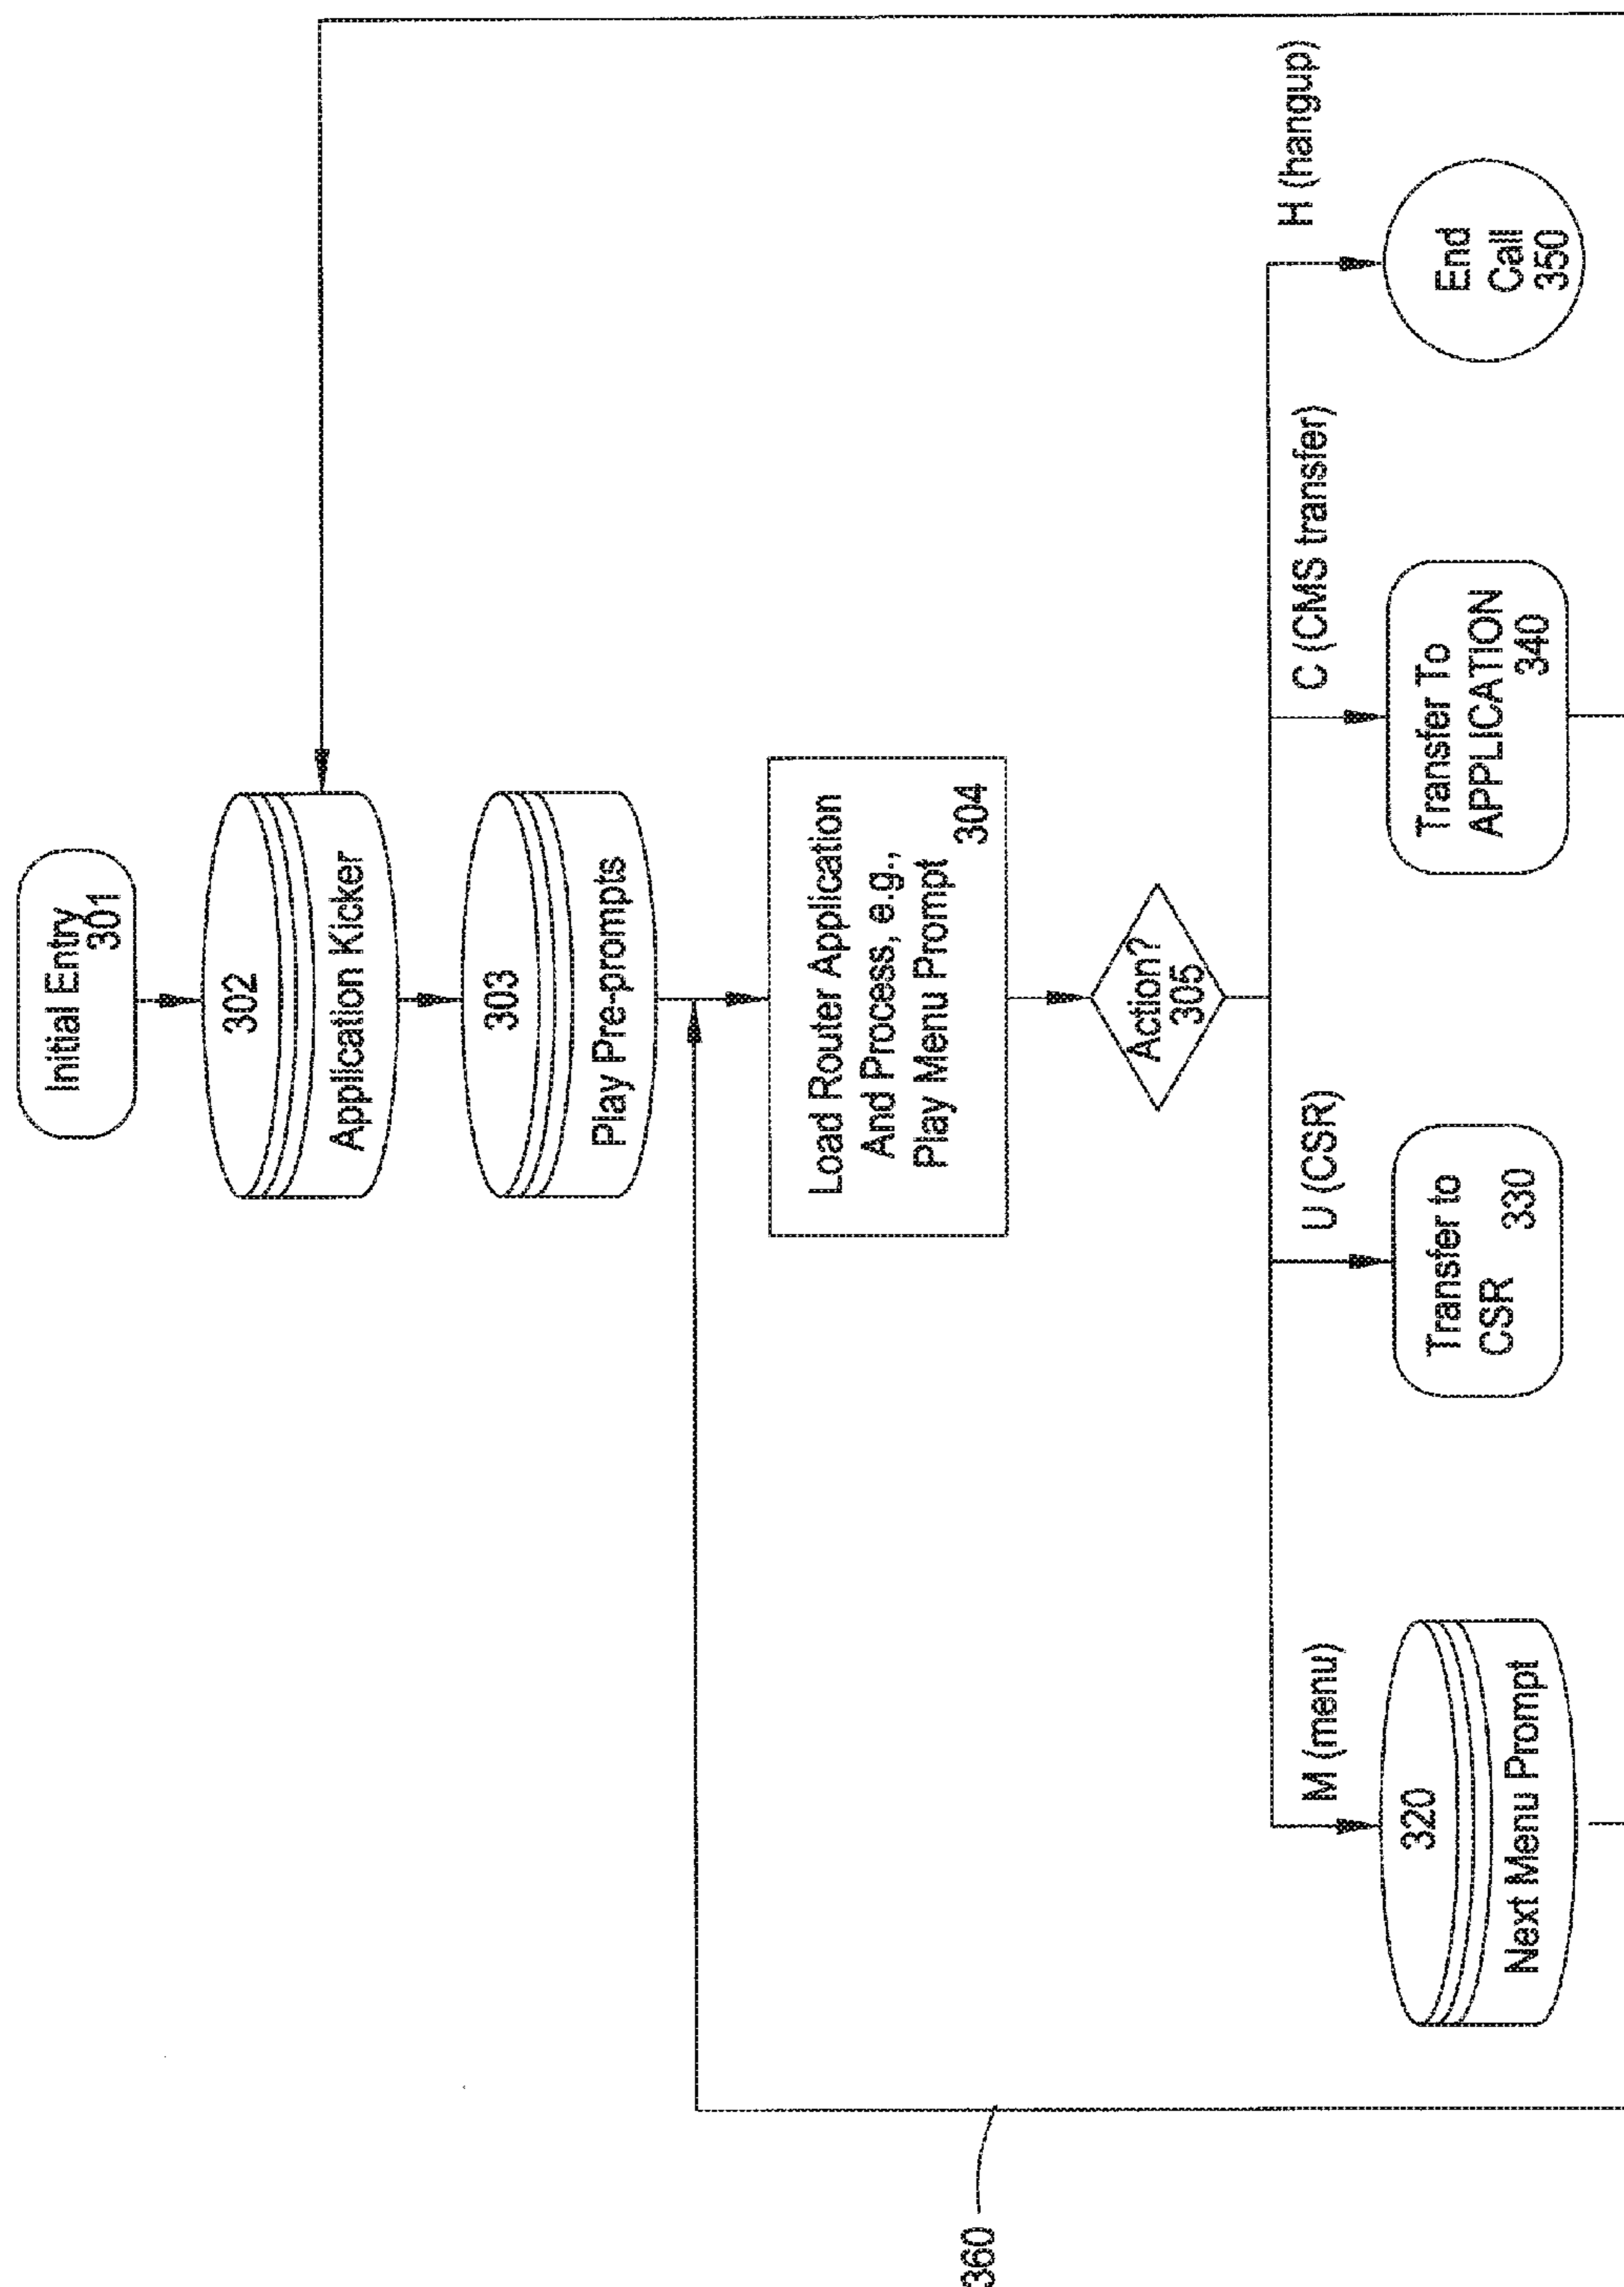 Initial Entry
301
302
Application Kicker
303
Play Pre-prompts
Load Router Application
And Process, e.g.,
Play Menu Prompt
304
Action?
305
M (menu)
U (CSR)
C (CMS transfer)
H (hangup)
320
Next Menu Prompt
Transfer to
CSR 330
Transfer To
APPLICATION
340
End
Call
350
360